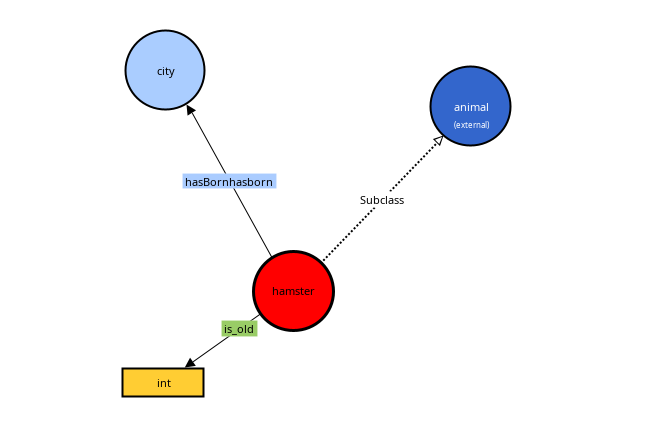 city
animal
(external)
hasBornhasborn
Subclass
hamster
is_old
int